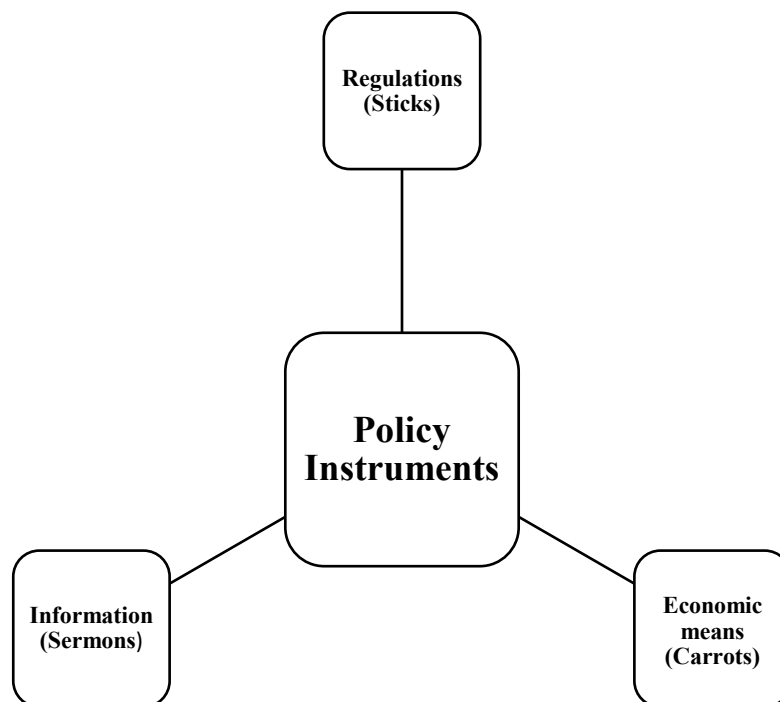 Regulations
(Sticks)
Policy
Instruments
Information
(Sermons)
Economic
means
(Carrots)